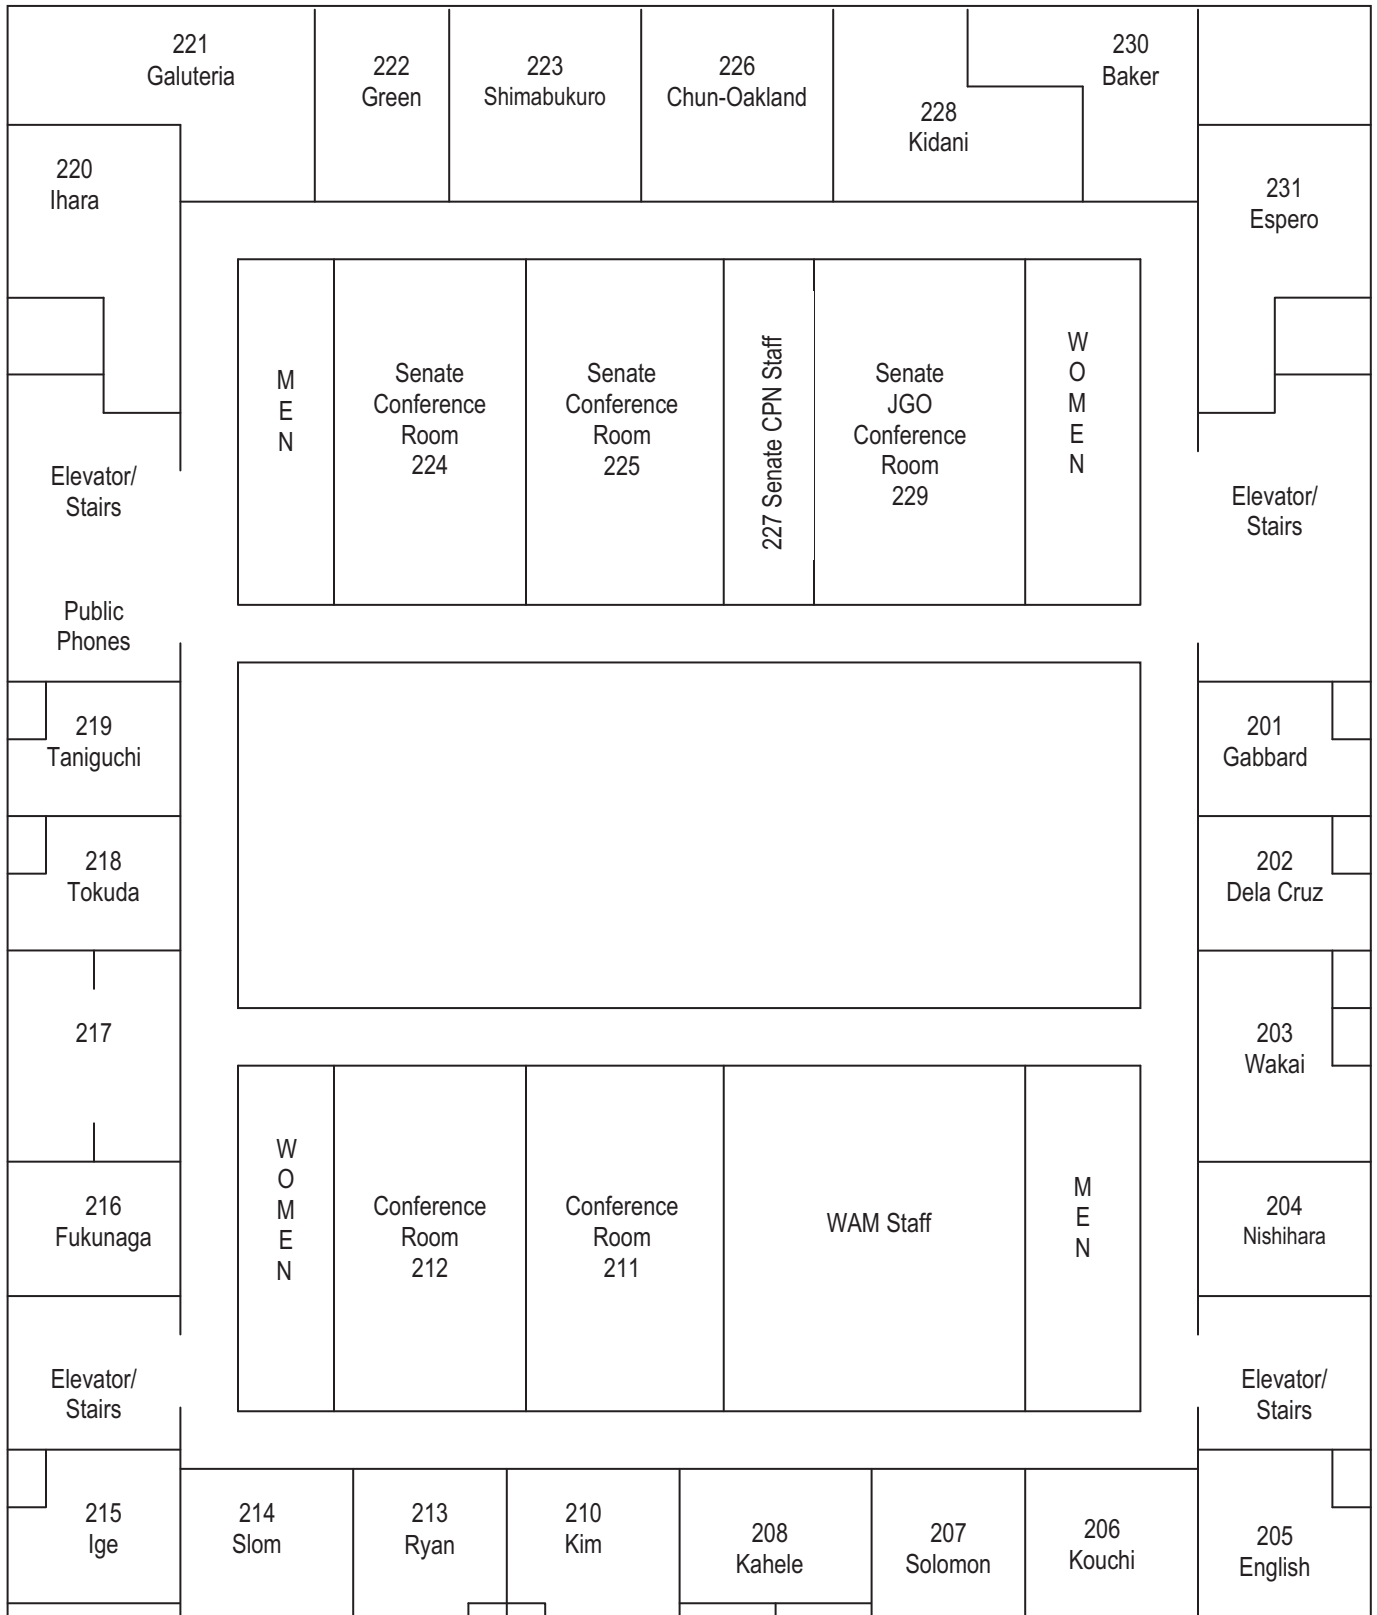 221
Galuteria
222
Green
223
Shimabukuro
226
Chun-Oakland
228
Kidani
230
Baker
220
Ihara
231
Espero
MEN
Senate
Conference
Room
224
Senate
Conference
Room
225
227 Senate CPN Staff
Senate
JGO
Conference
Room
229
WOMEN
Elevator/
Stairs
Elevator/
Stairs
Public
Phones
219
Taniguchi
201
Gabbard
218
Tokuda
202
Dela Cruz
217
203
Wakai
WOMEN
Conference
Room
212
Conference
Room
211
WAM Staff
MEN
216
Fukunaga
204
Nishihara
Elevator/
Stairs
Elevator/
Stairs
215
Ige
214
Slom
213
Ryan
210
Kim
208
Kahele
207
Solomon
206
Kouchi
205
English